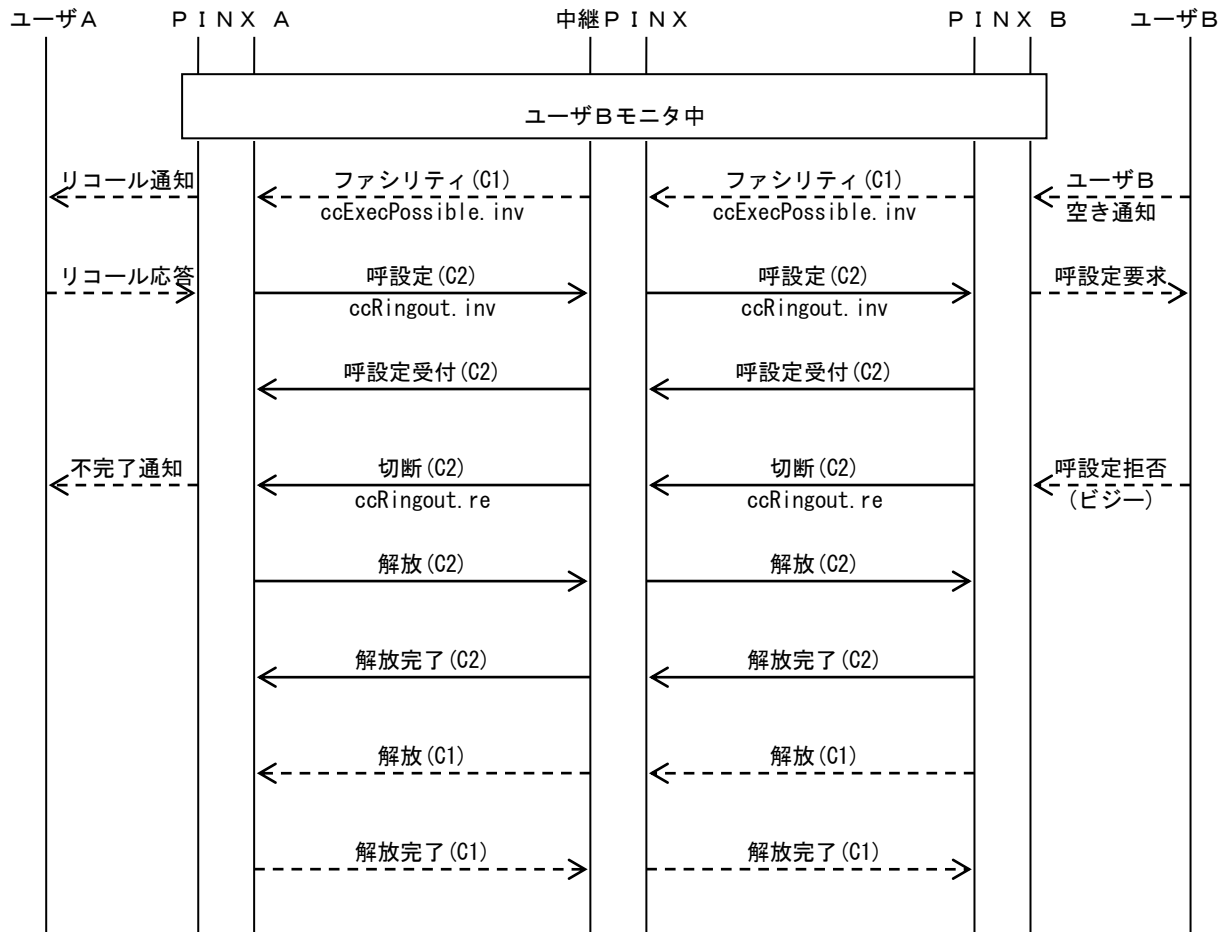 ユーザA　PINX A　中継PINX　PINX B　ユーザB
ユーザBモニタ中
リコール通知　ファシリティ(C1)　ファシリティ(C1)　ユーザB
ccExecPossible.inv　ccExecPossible.inv　空き通知
リコール応答　呼設定(C2)　呼設定(C2)　呼設定要求
ccRingout.inv　ccRingout.inv
呼設定受付(C2)　呼設定受付(C2)
不完了通知　切断(C2)　切断(C2)　呼設定拒否
ccRingout.re　ccRingout.re　(ビジー)
解放(C2)　解放(C2)
解放完了(C2)　解放完了(C2)
解放(C1)　解放(C1)
解放完了(C1)　解放完了(C1)